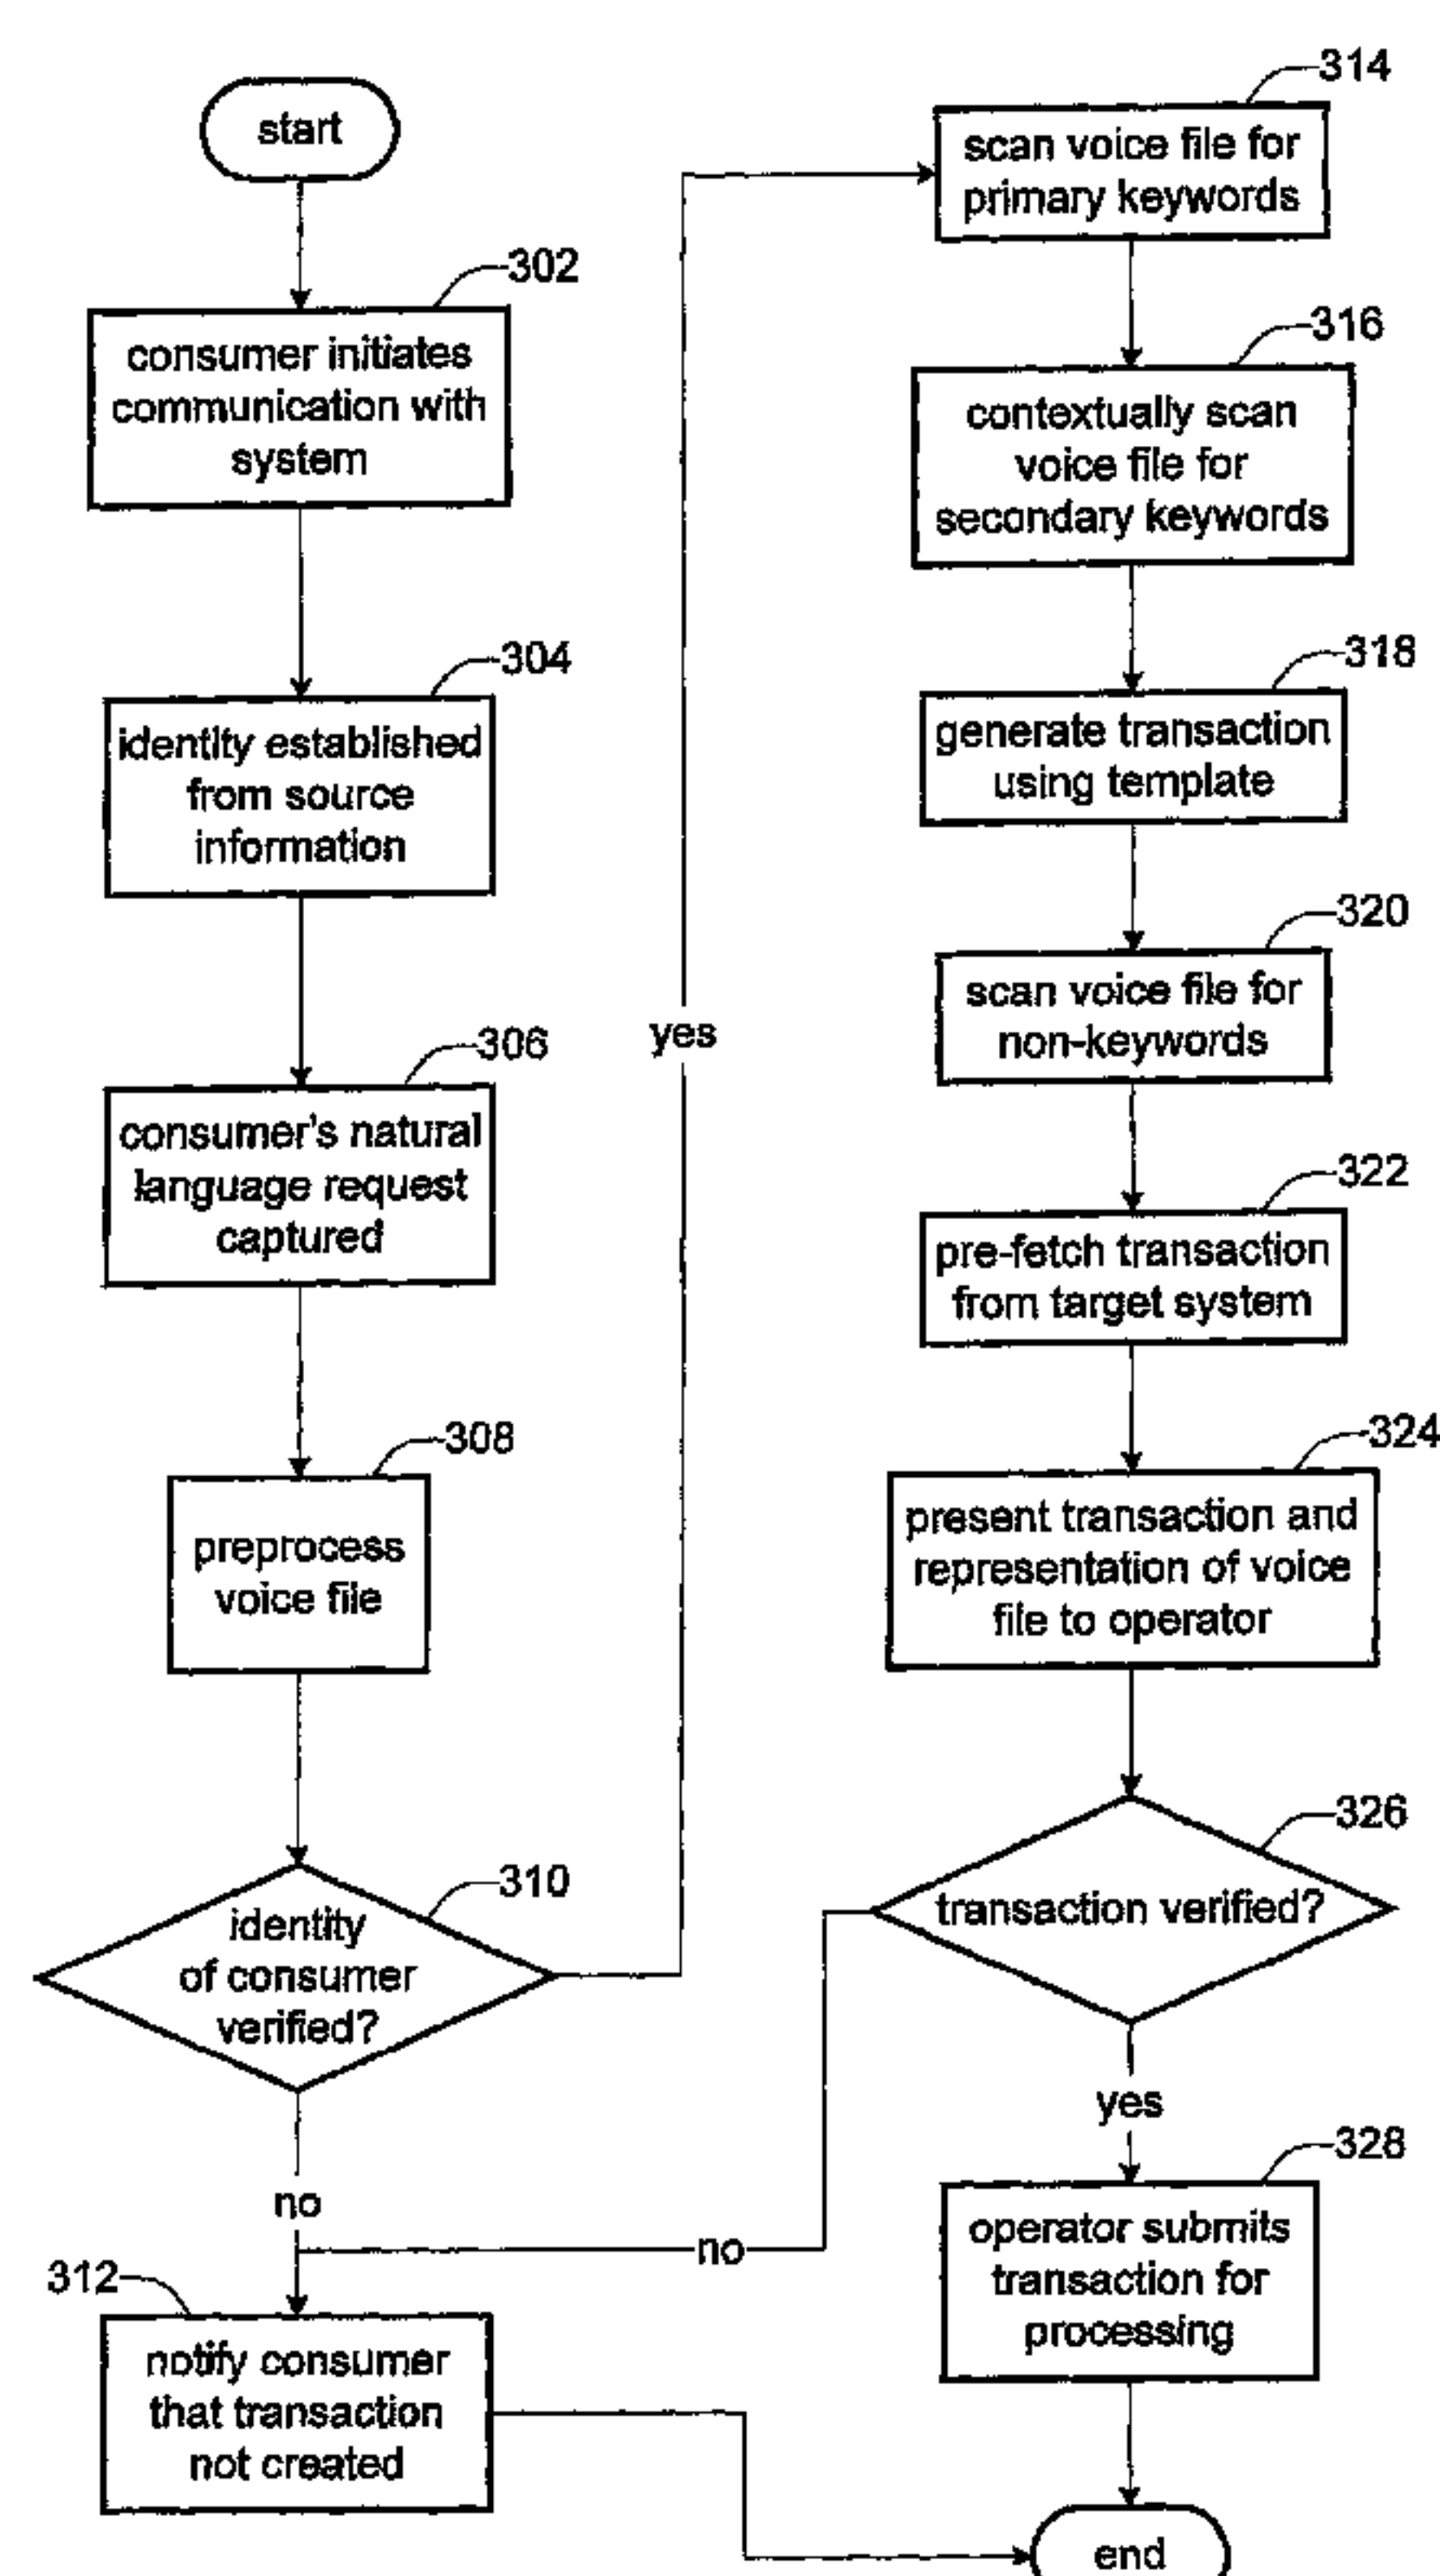 start
302
consumer initiates
communication with
system
304
identity established
from source
information
306
consumer's natural
language request
captured
308
preprocess
voice file
310
identity
of consumer
verified?
yes
no
312
notify consumer
that transaction
not created
314
scan voice file for
primary keywords
316
contextually scan
voice file for
secondary keywords
318
generate transaction
using template
320
scan voice file for
non-keywords
322
pre-fetch transaction
from target system
324
present transaction and
representation of voice
file to operator
326
transaction verified?
no
yes
328
operator submits
transaction for
processing
end